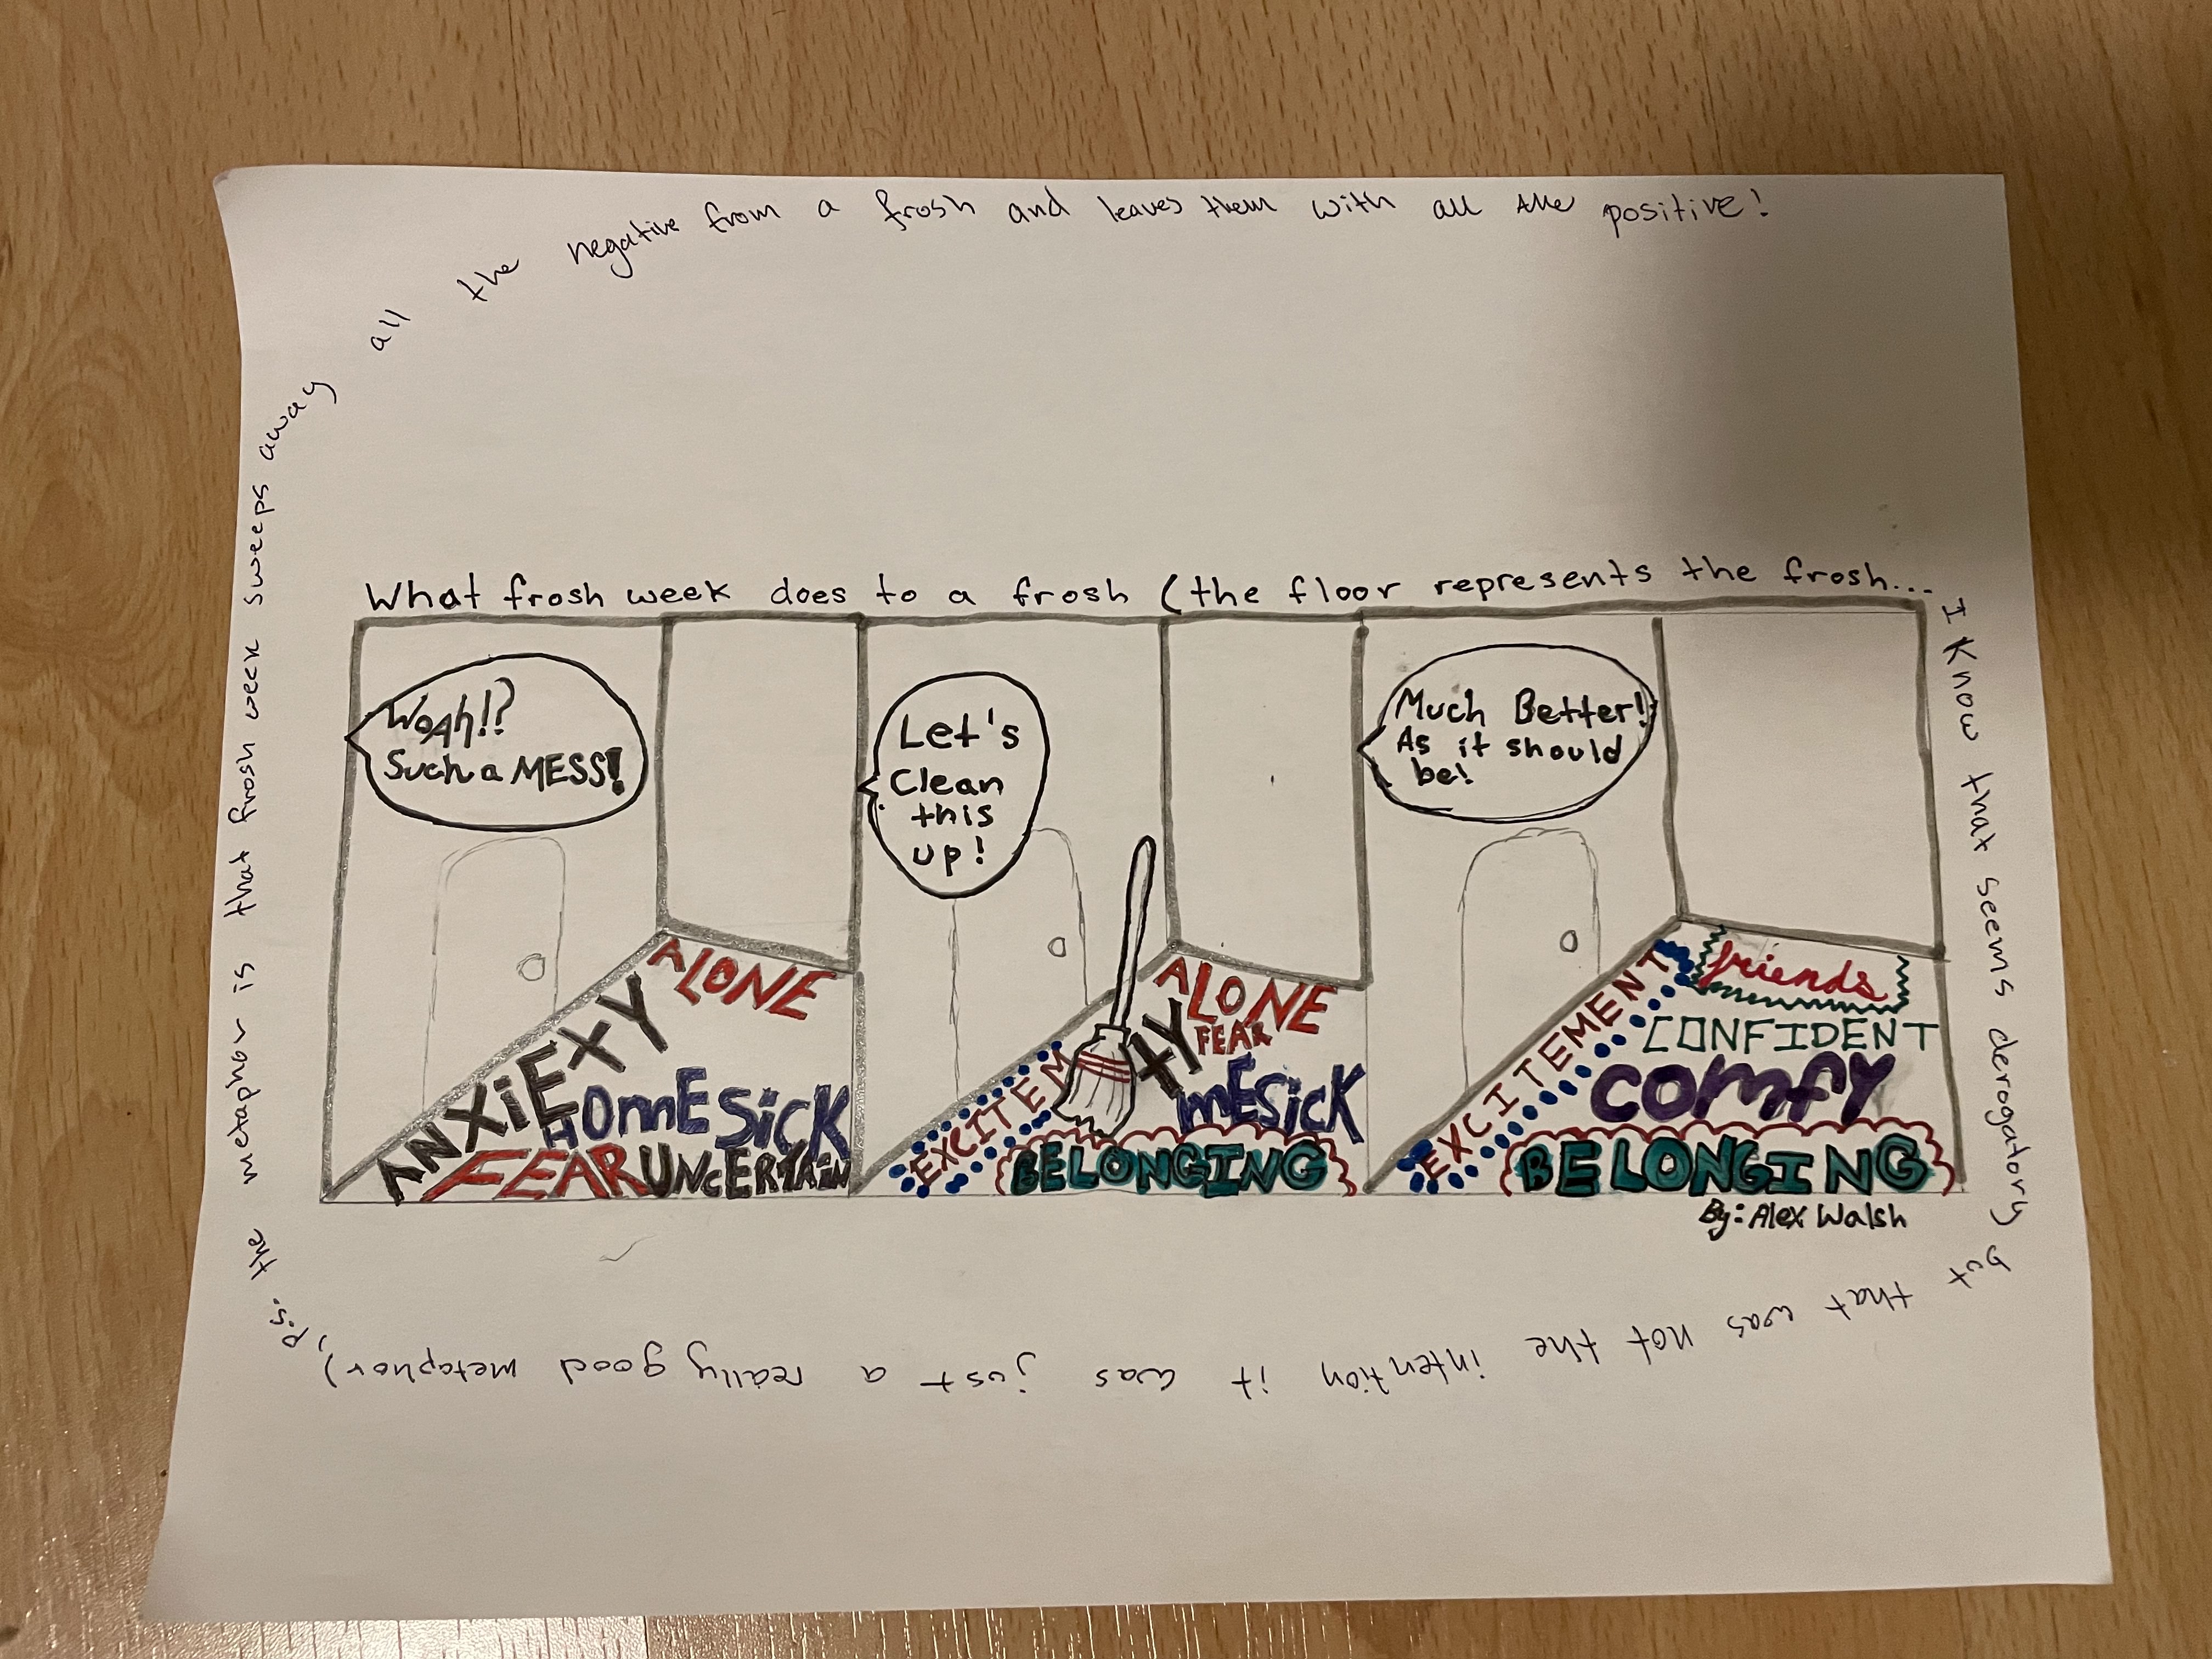 What frosh week does to a frosh (the floor represents the frosh....
I know that seems derogatory
but
that was not the intention it was just a really good metaphor),
p.s. the metaphor is that frosh week sweeps away
all the negative from a frosh and leaves them with all the positive!
WOAH!?
Such a MESS!
ALONE
ANXIEXY
HOmESiCK
FEAR UNCERTAIN
Let's
Clean
this
up!
ALONE
FEAR
XY
EXCITEM
mESiCK
BELONGING
Much Better!
As it should
be!
friends
EXCITEMENT
CONFIDENT
COMFY
BELONGING
By: Alex Walsh